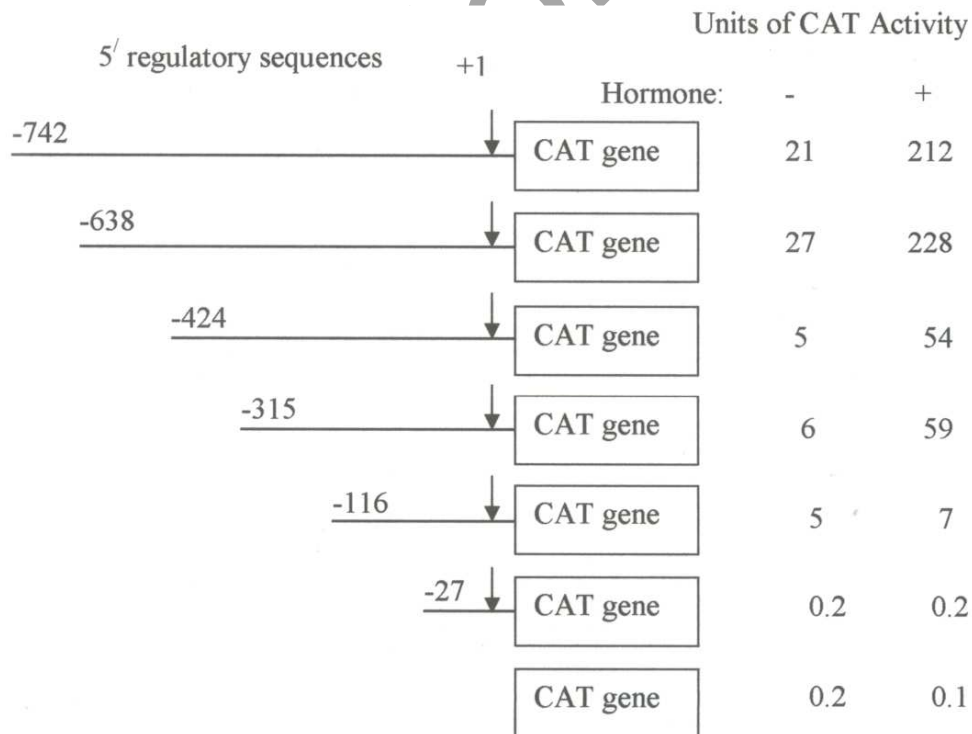 Units of CAT Activity
5/ regulatory sequences +1
Hormone: - +
-742 CAT gene 21 212
-638 CAT gene 27 228
-424 CAT gene 5 54
-315 CAT gene 6 59
-116 CAT gene 5 7
-27 CAT gene 0.2 0.2
CAT gene 0.2 0.1